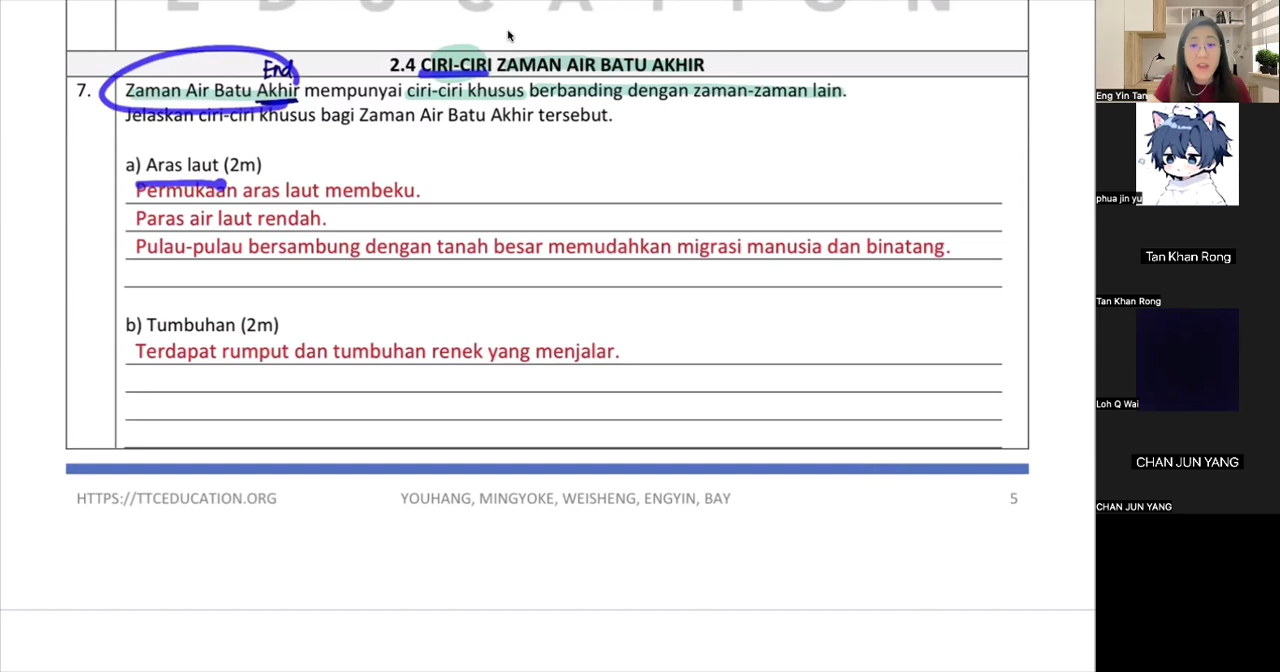 EDUCATION
2.4 CIRI-CIRI ZAMAN AIR BATU AKHIR
End
7. Zaman Air Batu Akhir mempunyai ciri-ciri khusus berbanding dengan zaman-zaman lain.
Jelaskan ciri-ciri khusus bagi Zaman Air Batu Akhir tersebut.
a) Aras laut (2m)
Permukaan aras laut membeku.
Paras air laut rendah.
Pulau-pulau bersambung dengan tanah besar memudahkan migrasi manusia dan binatang.
b) Tumbuhan (2m)
Terdapat rumput dan tumbuhan renek yang menjalar.
HTTPS://TTCEDUCATION.ORG
YOUHANG, MINGYOKE, WEISHENG, ENGYIN, BAY
5
Eng Yin Tan
phua jin yu
Tan Khan Rong
Tan Khan Rong
Loh Q Wai
CHAN JUN YANG
CHAN JUN YANG